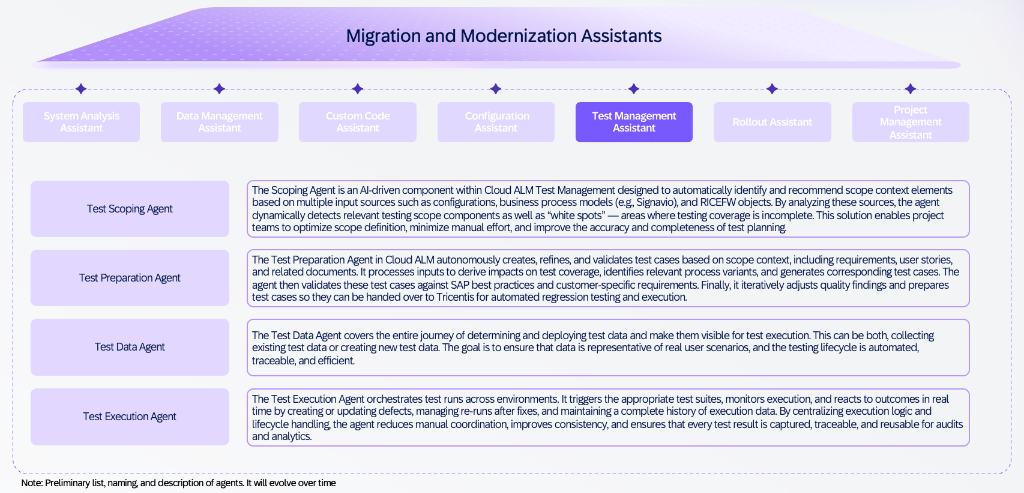 Migration and Modernization Assistants
System Analysis
Assistant
Data Management
Assistant
Custom Code
Assistant
Configuration
Assistant
Test Management
Assistant
Rollout Assistant
Project
Management
Assistant
Test Scoping Agent
The Scoping Agent is an AI-driven component within Cloud ALM Test Management designed to automatically identify and recommend scope context elements
based on multiple input sources such as configurations, business process models (e.g., Signavio), and RICEFW objects. By analyzing these sources, the agent
dynamically detects relevant testing scope components as well as “white spots” — areas where testing coverage is incomplete. This solution enables project
teams to optimize scope definition, minimize manual effort, and improve the accuracy and completeness of test planning.
Test Preparation Agent
The Test Preparation Agent in Cloud ALM autonomously creates, refines, and validates test cases based on scope context, including requirements, user stories,
and related documents. It processes inputs to derive impacts on test coverage, identifies relevant process variants, and generates corresponding test cases. The
agent then validates these test cases against SAP best practices and customer-specific requirements. Finally, it iteratively adjusts quality findings and prepares
test cases so they can be handed over to Tricentis for automated regression testing and execution.
Test Data Agent
The Test Data Agent covers the entire journey of determining and deploying test data and make them visible for test execution. This can be both, collecting
existing test data or creating new test data. The goal is to ensure that data is representative of real user scenarios, and the testing lifecycle is automated,
traceable, and efficient.
Test Execution Agent
The Test Execution Agent orchestrates test runs across environments. It triggers the appropriate test suites, monitors execution, and reacts to outcomes in real
time by creating or updating defects, managing re-runs after fixes, and maintaining a complete history of execution data. By centralizing execution logic and
lifecycle handling, the agent reduces manual coordination, improves consistency, and ensures that every test result is captured, traceable, and reusable for audits
and analytics.
Note: Preliminary list, naming, and description of agents. It will evolve over time